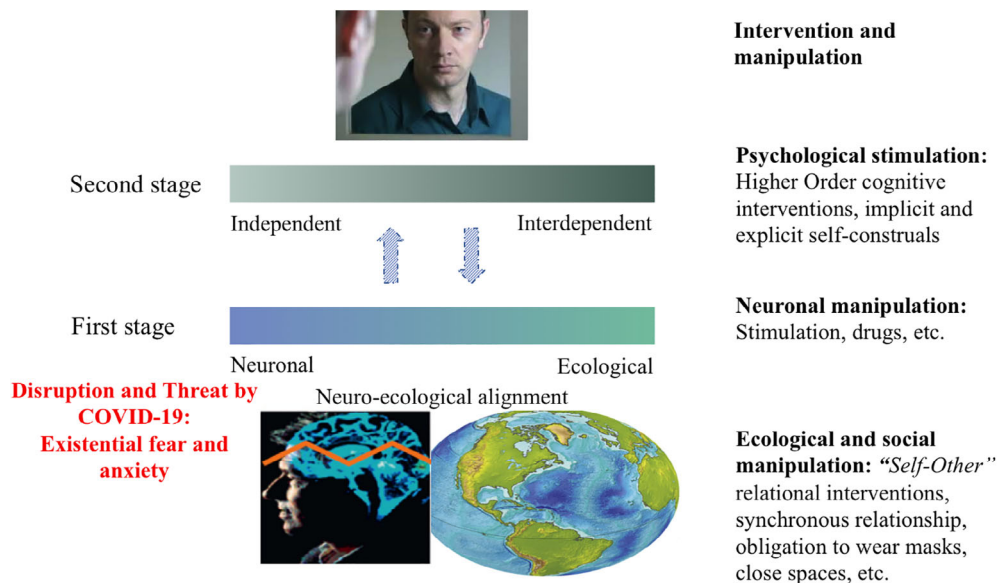 Intervention and
manipulation
Second stage
Independent
Interdependent
Psychological stimulation:
Higher Order cognitive
interventions, implicit and
explicit self-construals
First stage
Neuronal
Ecological
Neuronal manipulation:
Stimulation, drugs, etc.
Disruption and Threat by
COVID-19:
Existential fear and
anxiety
Neuro-ecological alignment
Ecological and social
manipulation: “Self-Other”
relational interventions,
synchronous relationship,
obligation to wear masks,
close spaces, etc.